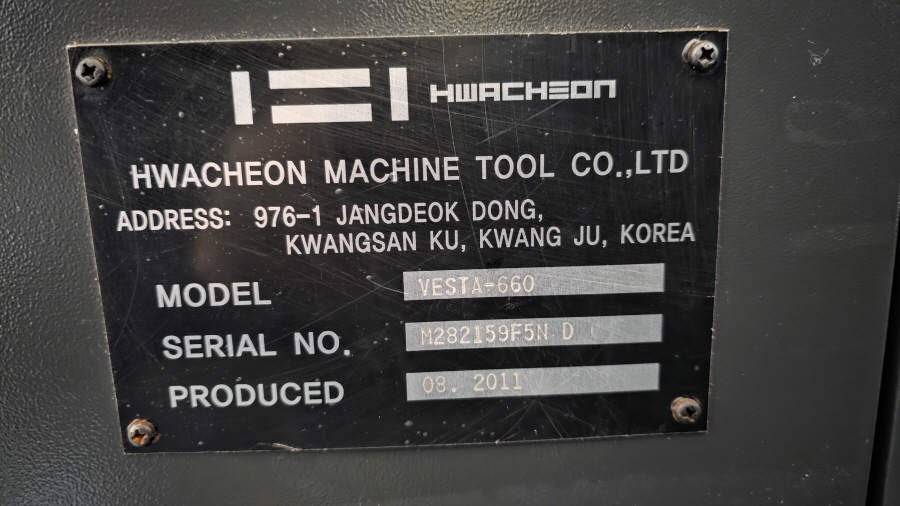 HWACHEON
HWACHEON MACHINE TOOL CO.,LTD
ADDRESS: 976-1 JANGDEOK DONG,
KWANGSAN KU, KWANG JU, KOREA
MODEL VESTA-660
SERIAL NO. M282159F5N D
PRODUCED 08. 2011